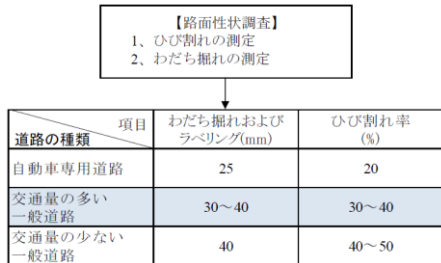 【路面性状調査】
1、ひび割れの測定
2、わだち掘れの測定
項目
道路の種類
わだち掘れおよび
ラベリング(mm)
ひび割れ率
(%)
自動車専用道路
25
20
交通量の多い
一般道路
30～40
30～40
交通量の少ない
一般道路
40
40～50